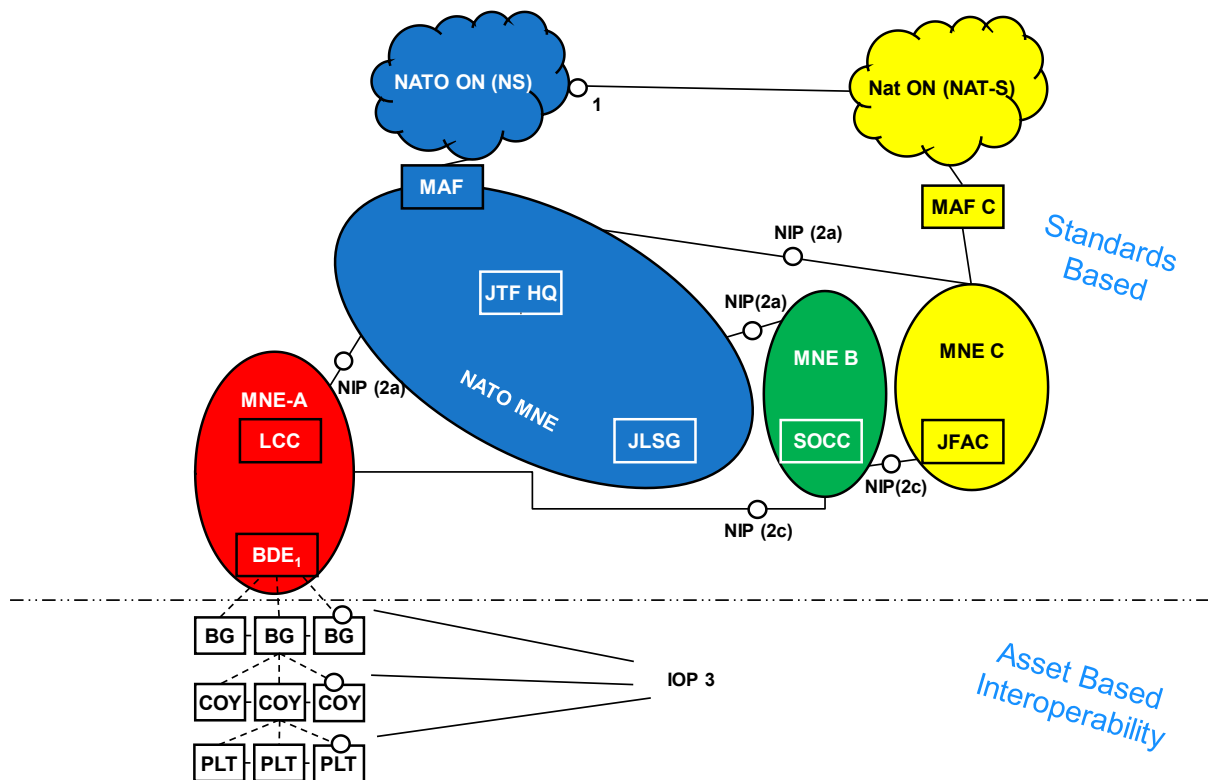 NATO ON (NS)
Nat ON (NAT-S)
1
MAF
MAF C
Standards
Based
NIP (2a)
JTF HQ
NIP(2a)
MNE B
MNE C
NIP (2a)
NATO MNE
MNE-A
LCC
JLSG
SOCC
JFAC
NIP(2c)
NIP (2c)
BDE1
BG BG BG
IOP 3
Asset Based
Interoperability
COY COY COY
PLT PLT PLT